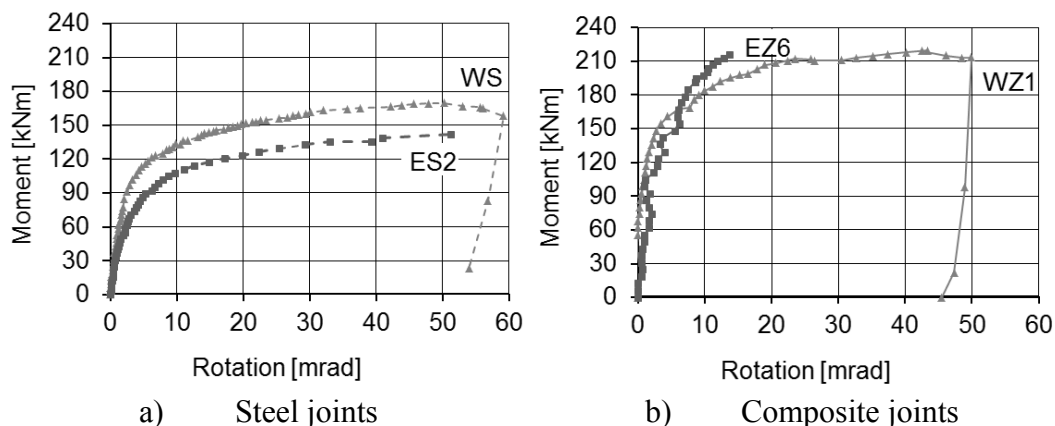 240
210
180
150
120
90
60
30
0
Moment [kNm]
WS
ES2
0 10 20 30 40 50 60
Rotation [mrad]
a) Steel joints
240
210
180
150
120
90
60
30
0
Moment [kNm]
EZ6
WZ1
0 10 20 30 40 50 60
Rotation [mrad]
b) Composite joints